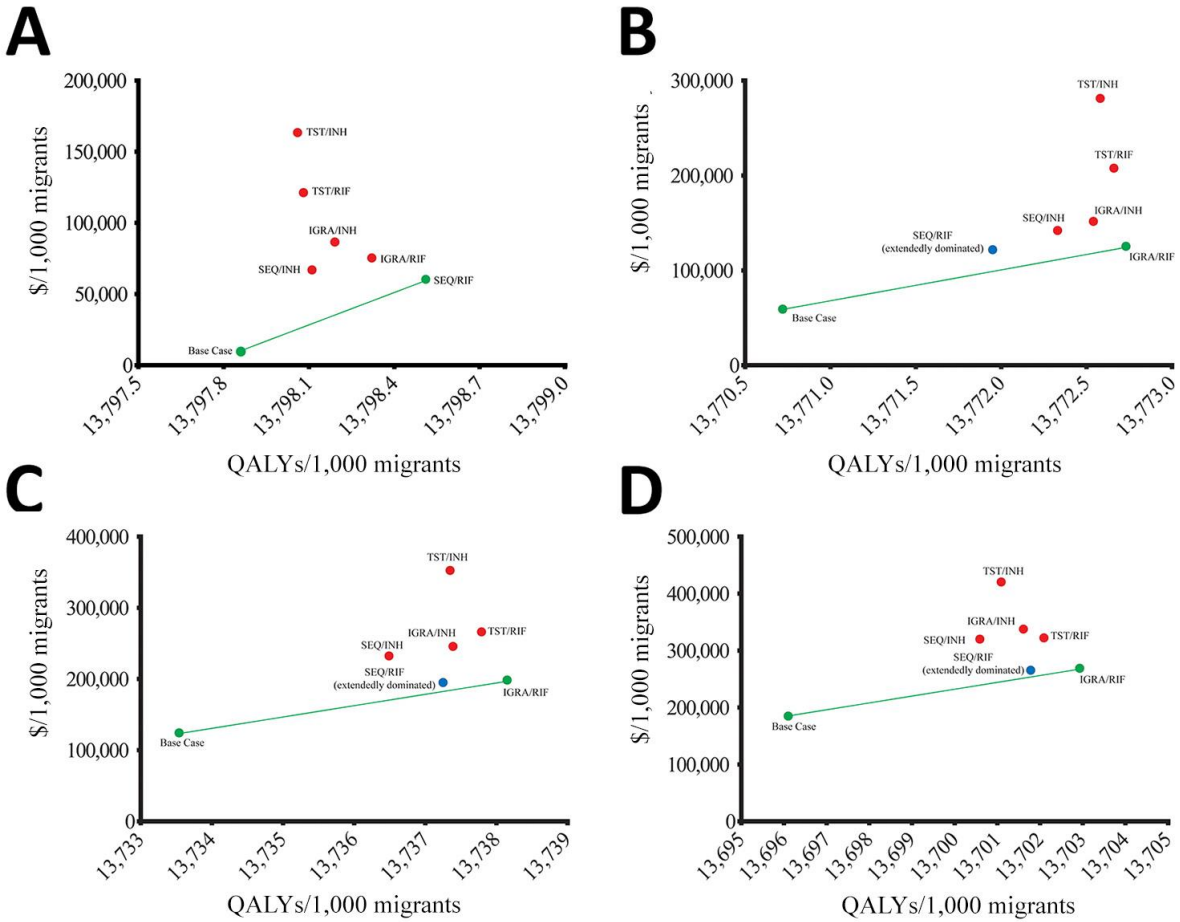 A
200,000
150,000
100,000
50,000
0
$/1,000 migrants
TST/INH
TST/RIF
IGRA/INH
IGRA/RIF
SEQ/INH
SEQ/RIF
Base Case
13,797.5
13,797.8
13,798.1
13,798.4
13,798.7
13,799.0
QALYs/1,000 migrants
B
300,000
200,000
100,000
0
$/1,000 migrants
TST/INH
TST/RIF
IGRA/INH
SEQ/INH
SEQ/RIF
(extendedly dominated)
IGRA/RIF
Base Case
13,770.5
13,771.0
13,771.5
13,772.0
13,772.5
13,773.0
QALYs/1,000 migrants
C
400,000
300,000
200,000
100,000
0
$/1,000 migrants
TST/INH
IGRA/INH
TST/RIF
SEQ/INH
SEQ/RIF
(extendedly dominated)
IGRA/RIF
Base Case
13,733
13,734
13,735
13,736
13,737
13,738
13,739
QALYs/1,000 migrants
D
500,000
400,000
300,000
200,000
100,000
0
$/1,000 migrants
TST/INH
IGRA/INH
SEQ/INH
TST/RIF
SEQ/RIF
(extendedly dominated)
IGRA/RIF
Base Case
13,695
13,696
13,697
13,698
13,699
13,700
13,701
13,702
13,703
13,704
13,705
QALYs/1,000 migrants